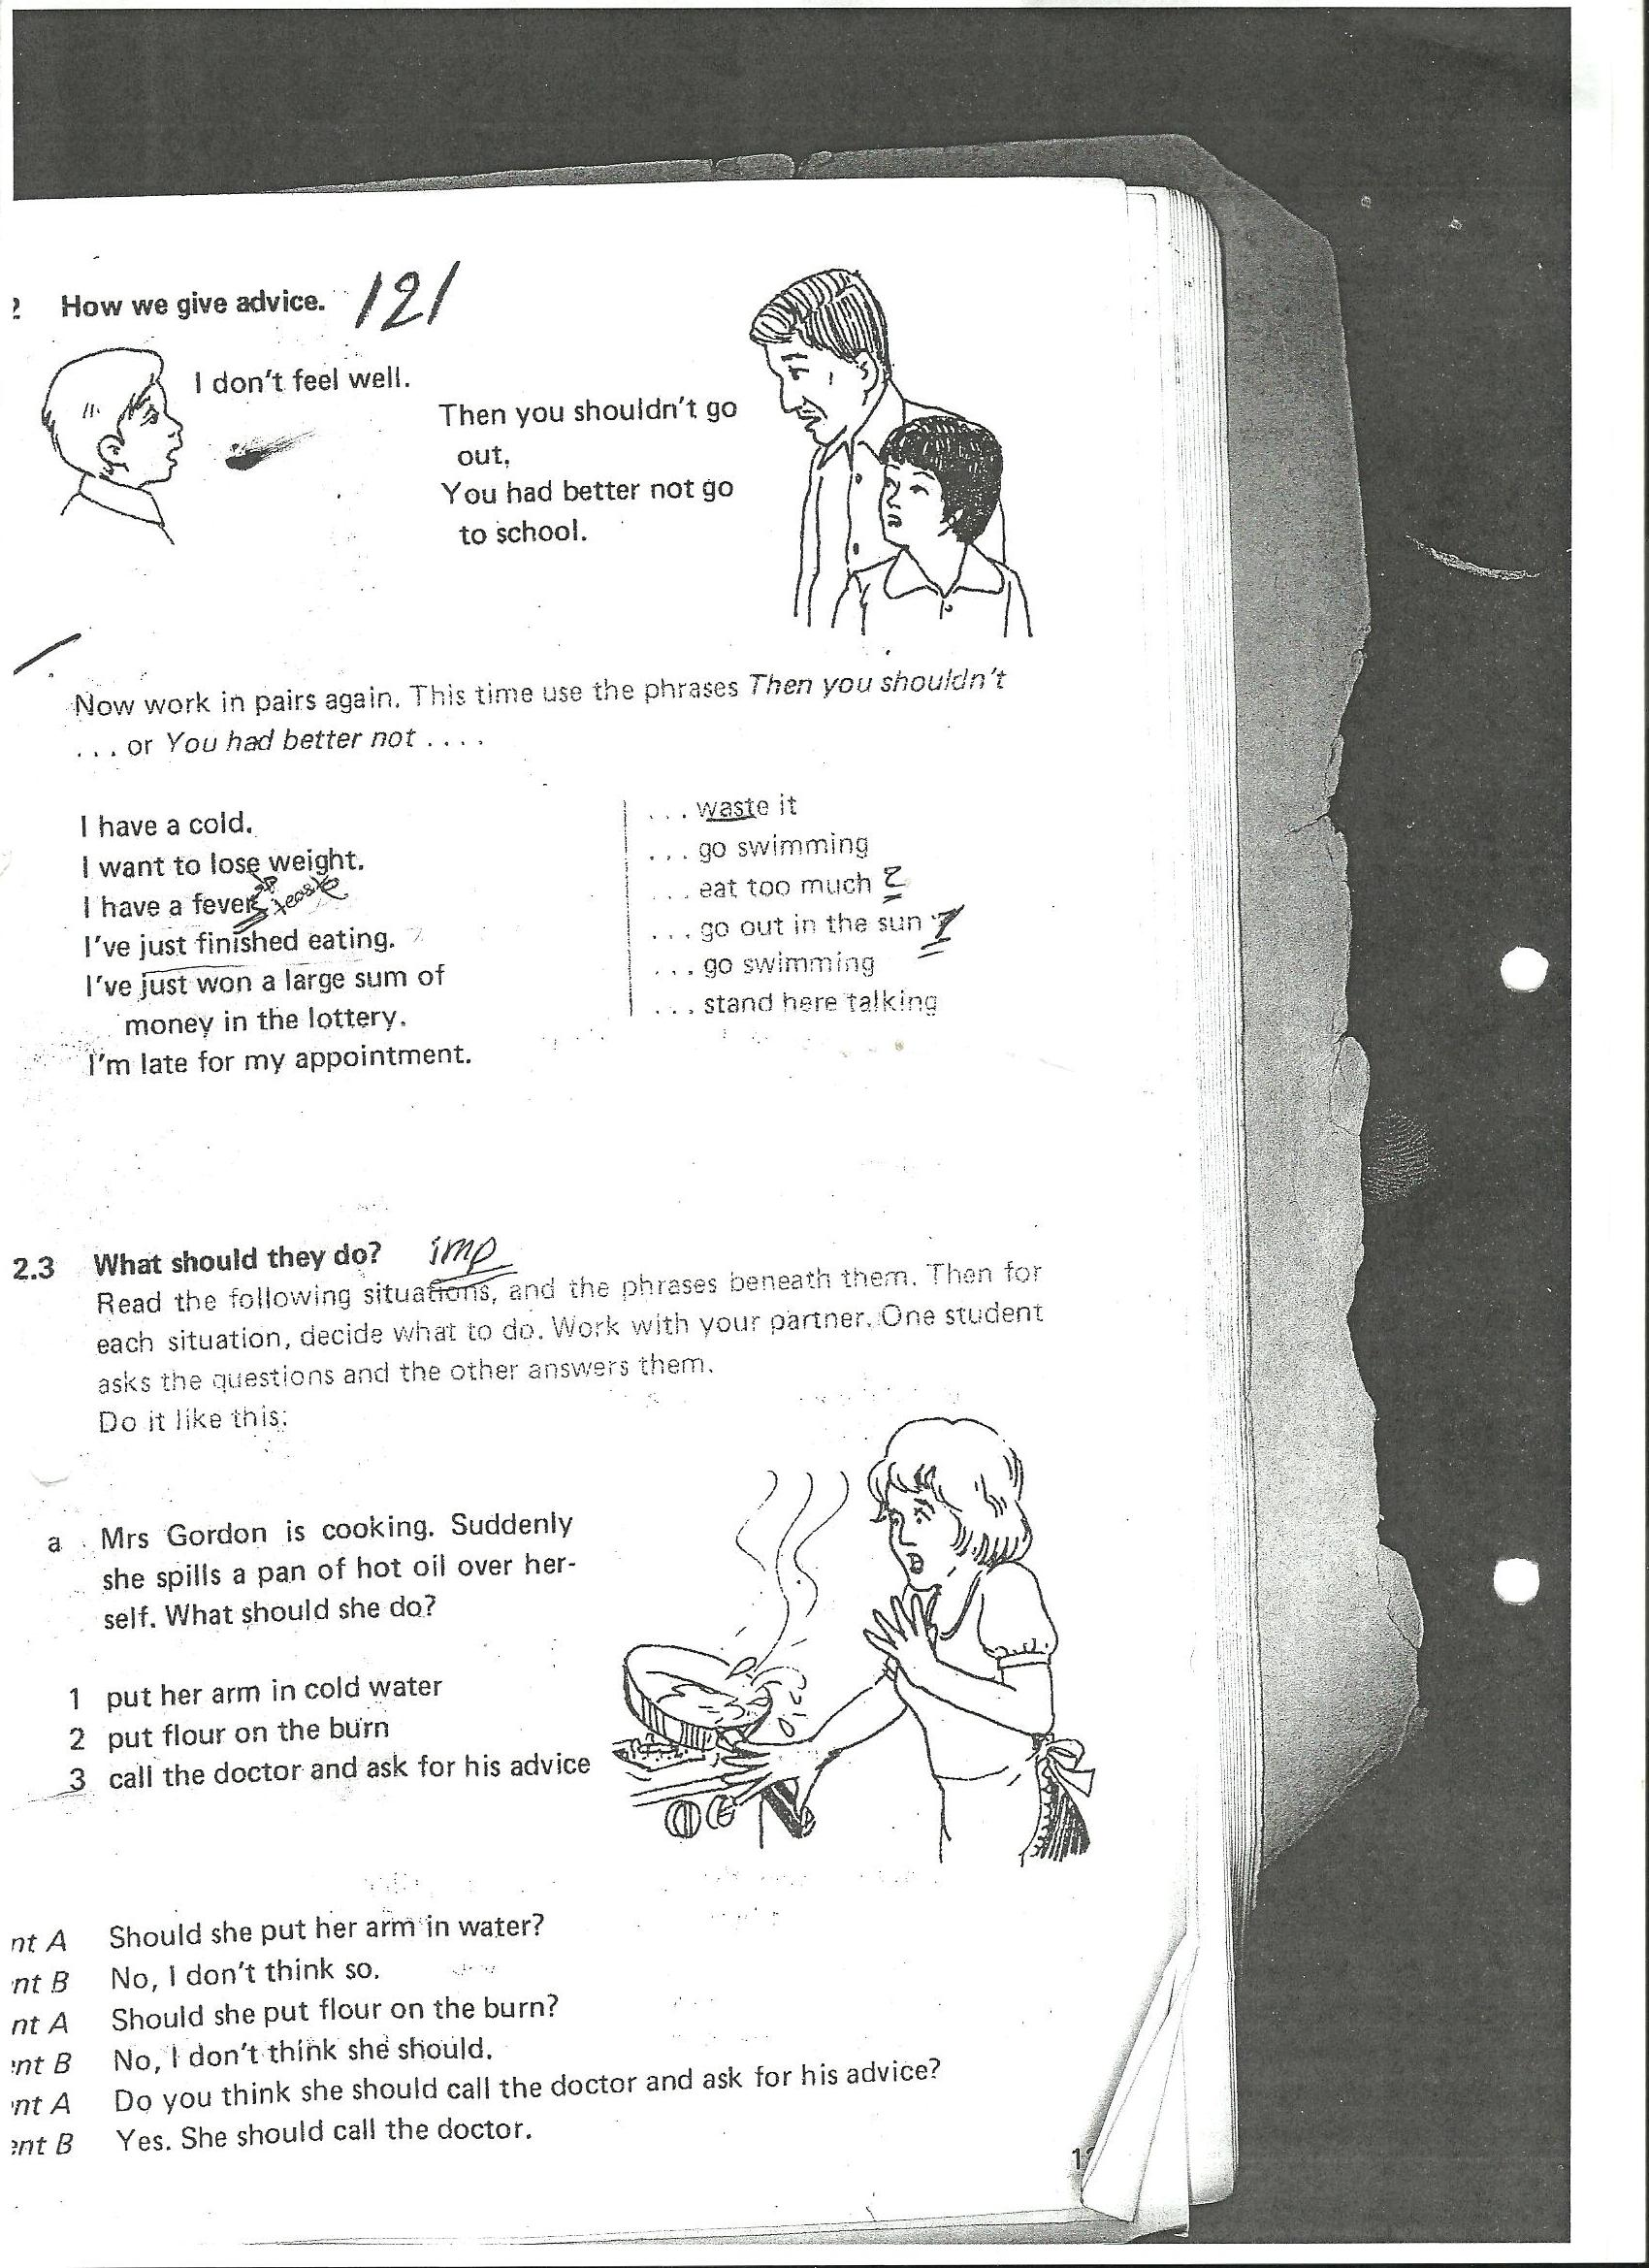 2 How we give advice. 121
I don't feel well.
Then you shouldn't go
out,
You had better not go
to school.
Now work in pairs again. This time use the phrases Then you shouldn't
. . . or You had better not . . . .
I have a cold.
I want to lose weight.
I have a fever.
I've just finished eating.
I've just won a large sum of
money in the lottery.
I'm late for my appointment.
. . . waste it
. . . go swimming
. . . eat too much 2
. . . go out in the sun
. . . go swimming
. . . stand here talking
2.3 What should they do? imp
Read the following situations, and the phrases beneath them. Then for
each situation, decide what to do. Work with your partner. One student
asks the questions and the other answers them.
Do it like this:
a Mrs Gordon is cooking. Suddenly
she spills a pan of hot oil over her-
self. What should she do?
1 put her arm in cold water
2 put flour on the burn
3 call the doctor and ask for his advice
nt A Should she put her arm in water?
nt B No, I don't think so.
nt A Should she put flour on the burn?
ent B No, I don't think she should.
nt A Do you think she should call the doctor and ask for his advice?
ent B Yes. She should call the doctor.